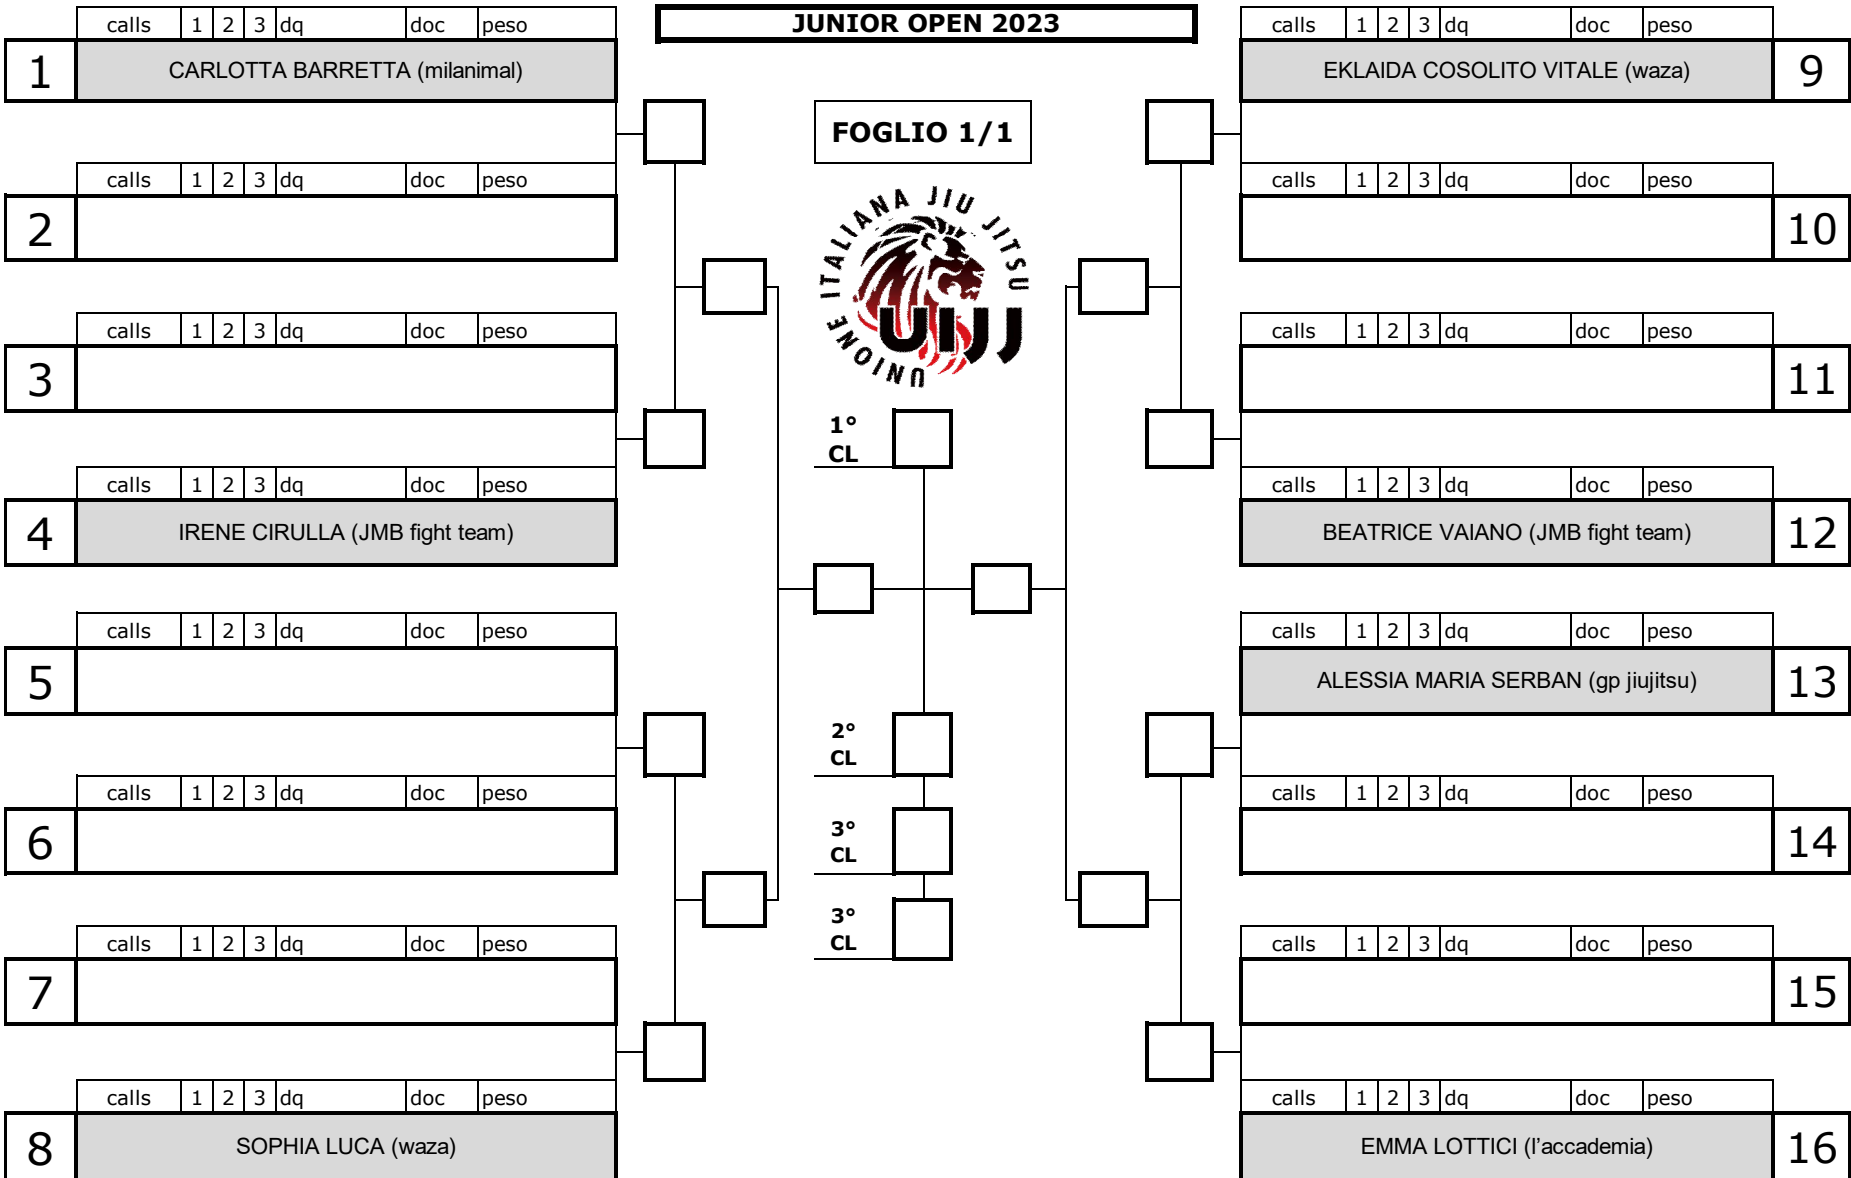 JUNIOR OPEN 2023
calls 1 2 3 dq doc peso
1 CARLOTTA BARRETTA (milanimal)
calls 1 2 3 dq doc peso
2
calls 1 2 3 dq doc peso
3
calls 1 2 3 dq doc peso
4 IRENE CIRULLA (JMB fight team)
calls 1 2 3 dq doc peso
5
calls 1 2 3 dq doc peso
6
calls 1 2 3 dq doc peso
7
calls 1 2 3 dq doc peso
8 SOPHIA LUCA (waza)
FOGLIO 1/1
UNIONE ITALIANA JIU JITSU
UIJJ
1°
CL
2°
CL
3°
CL
3°
CL
calls 1 2 3 dq doc peso
EKLAIDA COSOLITO VITALE (waza) 9
calls 1 2 3 dq doc peso
10
calls 1 2 3 dq doc peso
11
calls 1 2 3 dq doc peso
BEATRICE VAIANO (JMB fight team) 12
calls 1 2 3 dq doc peso
ALESSIA MARIA SERBAN (gp jiujitsu) 13
calls 1 2 3 dq doc peso
14
calls 1 2 3 dq doc peso
15
calls 1 2 3 dq doc peso
EMMA LOTTICI (l’accademia) 16